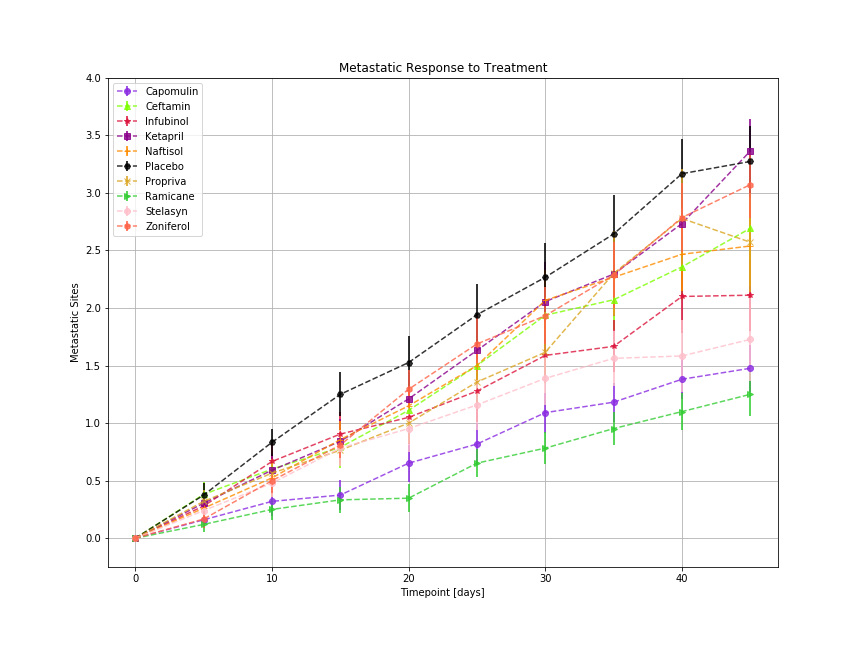 Metastatic Response to Treatment
4.0
3.5
3.0
2.5
2.0
1.5
1.0
0.5
0.0
Metastatic Sites
Capomulin
Ceftamin
Infubinol
Ketapril
Naftisol
Placebo
Propriva
Ramicane
Stelasyn
Zoniferol
0 10 20 30 40
Timepoint [days]